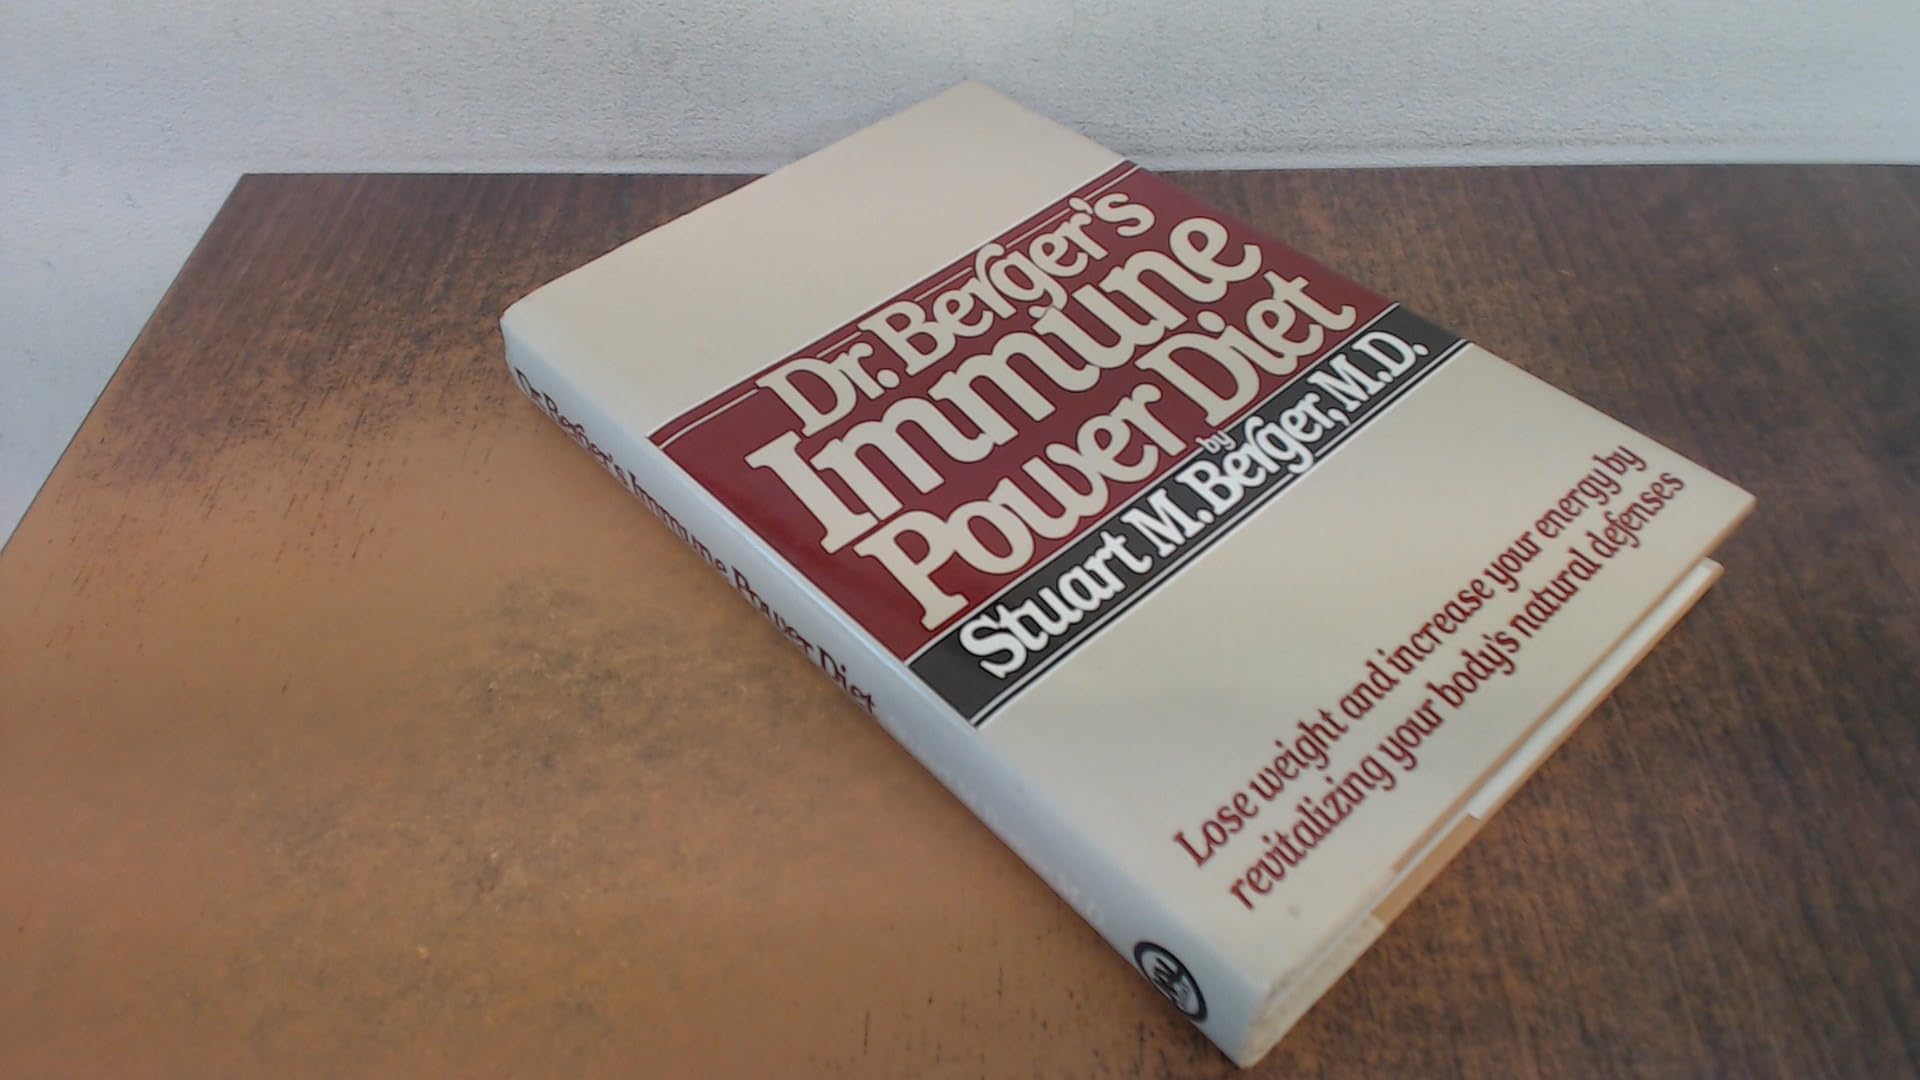 Dr. Berger's
Immune
Power Diet
by
Stuart M. Berger, M.D.
Lose weight and increase your energy by
revitalizing your body's natural defenses
Dr. Berger's Immune Power Diet